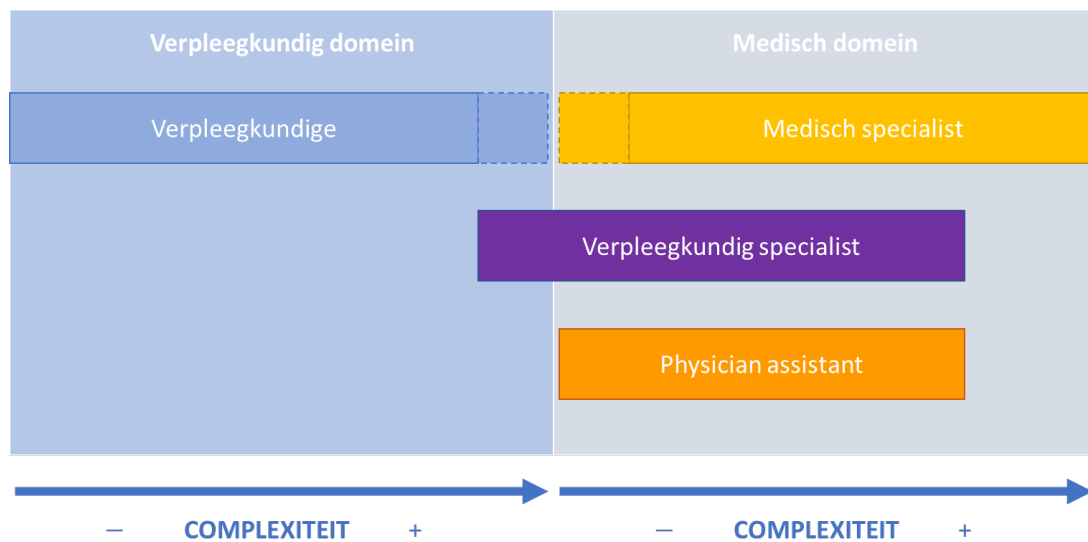 Verpleegkundig domein
Medisch domein
Verpleegkundige
Medisch specialist
Verpleegkundig specialist
Physician assistant
— COMPLEXITEIT +
— COMPLEXITEIT +